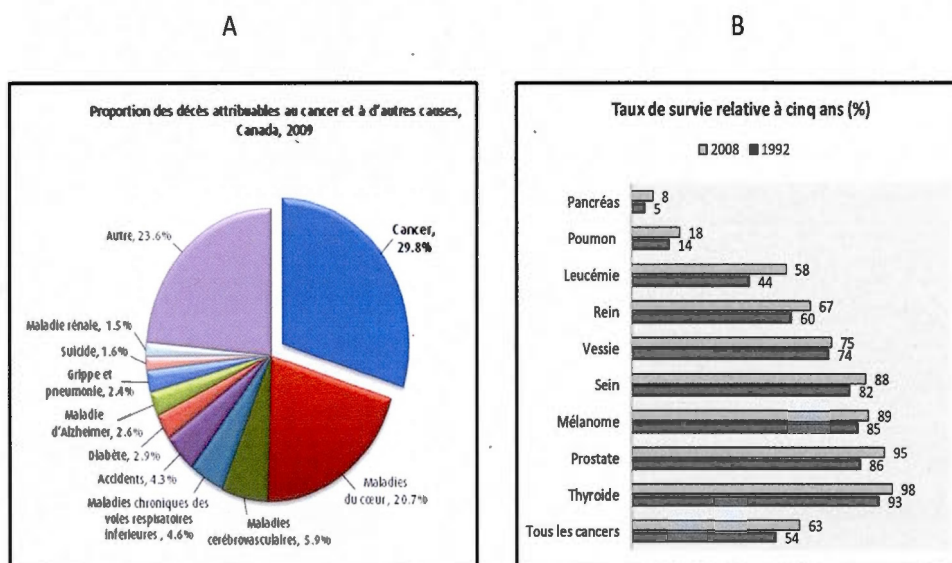 A
B
Proportion des décès attribuables au cancer et à d'autres causes,
Canada, 2009
Cancer,
29.8%
Maladies
du cœur, 20.7%
Maladies
cérébrovasculaires, 5.9%
Maladies chroniques des
voies respiratoires
inferieures , 4.6%
Accidents, 4.3%
Diabète, 2.9%
Maladie
d'Alzheimer, 2.6%
Grippe et
pneumonie, 2.4%
Suicide, 1.6%
Maladie rénale, 1.5%
Autre, 23.6%
Taux de survie relative à cinq ans (%)
2008 1992
Pancréas 8 5
Poumon 18 14
Leucémie 58 44
Rein 67 60
Vessie 75 74
Sein 88 82
Mélanome 89 85
Prostate 95 86
Thyroide 98 93
Tous les cancers 63 54